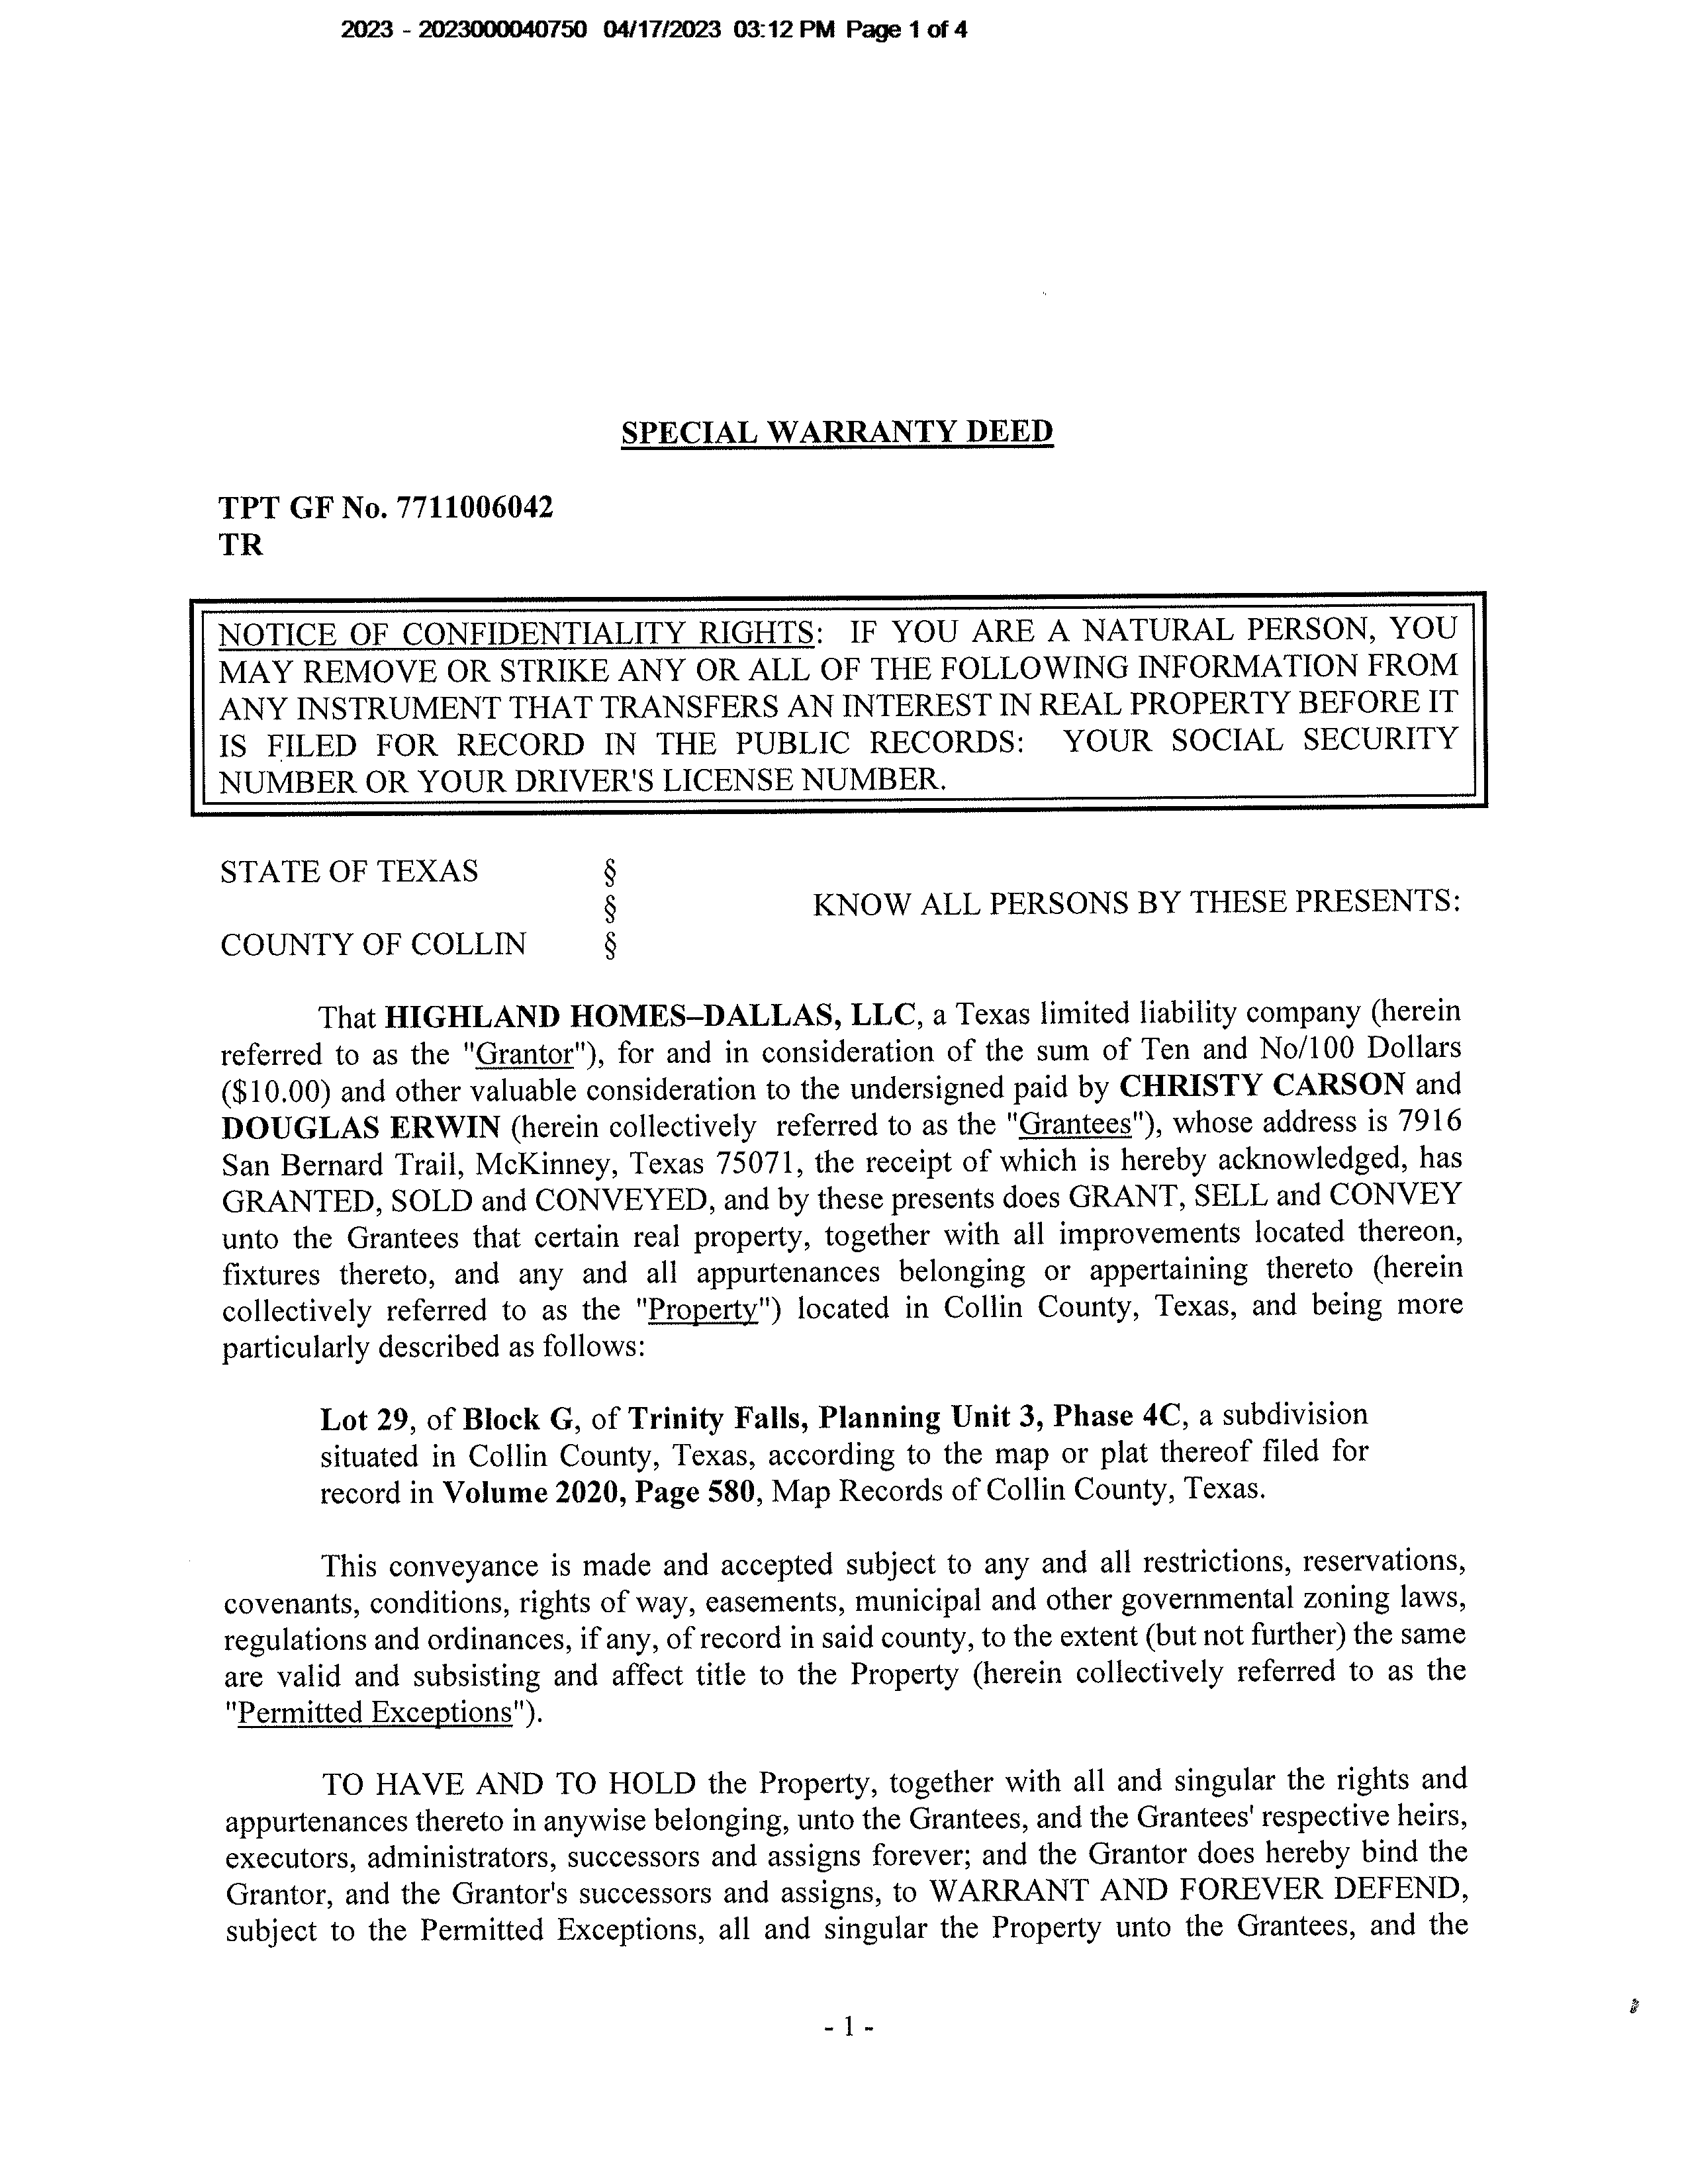 2023 - 2023000040750 04/17/2023 03:12 PM Page 1 of 4
SPECIAL WARRANTY DEED
TPT GF No. 7711006042
TR
NOTICE OF CONFIDENTIALITY RIGHTS: IF YOU ARE A NATURAL PERSON, YOU
MAY REMOVE OR STRIKE ANY OR ALL OF THE FOLLOWING INFORMATION FROM
ANY INSTRUMENT THAT TRANSFERS AN INTEREST IN REAL PROPERTY BEFORE IT
IS FILED FOR RECORD IN THE PUBLIC RECORDS: YOUR SOCIAL SECURITY
NUMBER OR YOUR DRIVER'S LICENSE NUMBER.
STATE OF TEXAS §
§ KNOW ALL PERSONS BY THESE PRESENTS:
COUNTY OF COLLIN §
That HIGHLAND HOMES–DALLAS, LLC, a Texas limited liability company (herein
referred to as the "Grantor"), for and in consideration of the sum of Ten and No/100 Dollars
($10.00) and other valuable consideration to the undersigned paid by CHRISTY CARSON and
DOUGLAS ERWIN (herein collectively referred to as the "Grantees"), whose address is 7916
San Bernard Trail, McKinney, Texas 75071, the receipt of which is hereby acknowledged, has
GRANTED, SOLD and CONVEYED, and by these presents does GRANT, SELL and CONVEY
unto the Grantees that certain real property, together with all improvements located thereon,
fixtures thereto, and any and all appurtenances belonging or appertaining thereto (herein
collectively referred to as the "Property") located in Collin County, Texas, and being more
particularly described as follows:
Lot 29, of Block G, of Trinity Falls, Planning Unit 3, Phase 4C, a subdivision
situated in Collin County, Texas, according to the map or plat thereof filed for
record in Volume 2020, Page 580, Map Records of Collin County, Texas.
This conveyance is made and accepted subject to any and all restrictions, reservations,
covenants, conditions, rights of way, easements, municipal and other governmental zoning laws,
regulations and ordinances, if any, of record in said county, to the extent (but not further) the same
are valid and subsisting and affect title to the Property (herein collectively referred to as the
"Permitted Exceptions").
TO HAVE AND TO HOLD the Property, together with all and singular the rights and
appurtenances thereto in anywise belonging, unto the Grantees, and the Grantees' respective heirs,
executors, administrators, successors and assigns forever; and the Grantor does hereby bind the
Grantor, and the Grantor's successors and assigns, to WARRANT AND FOREVER DEFEND,
subject to the Permitted Exceptions, all and singular the Property unto the Grantees, and the
- 1 -